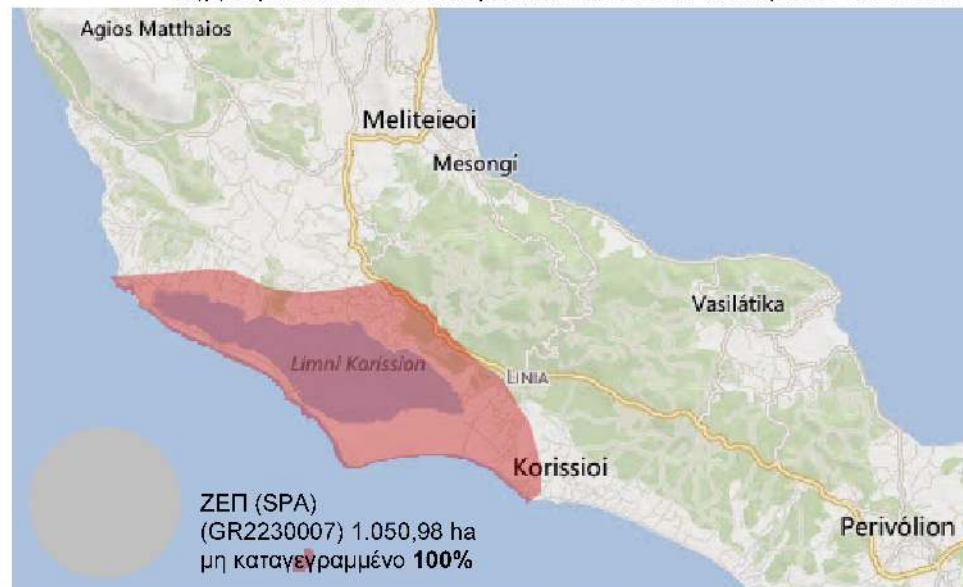 Agios Matthaios
Meliteieoi
Mesongí
Vasilátika
Limni Korission
LINIA
Korissioi
Perivólion
ΖΕΠ (SPA)
(GR2230007) 1.050,98 ha
μη καταγεγραμμένο 100%